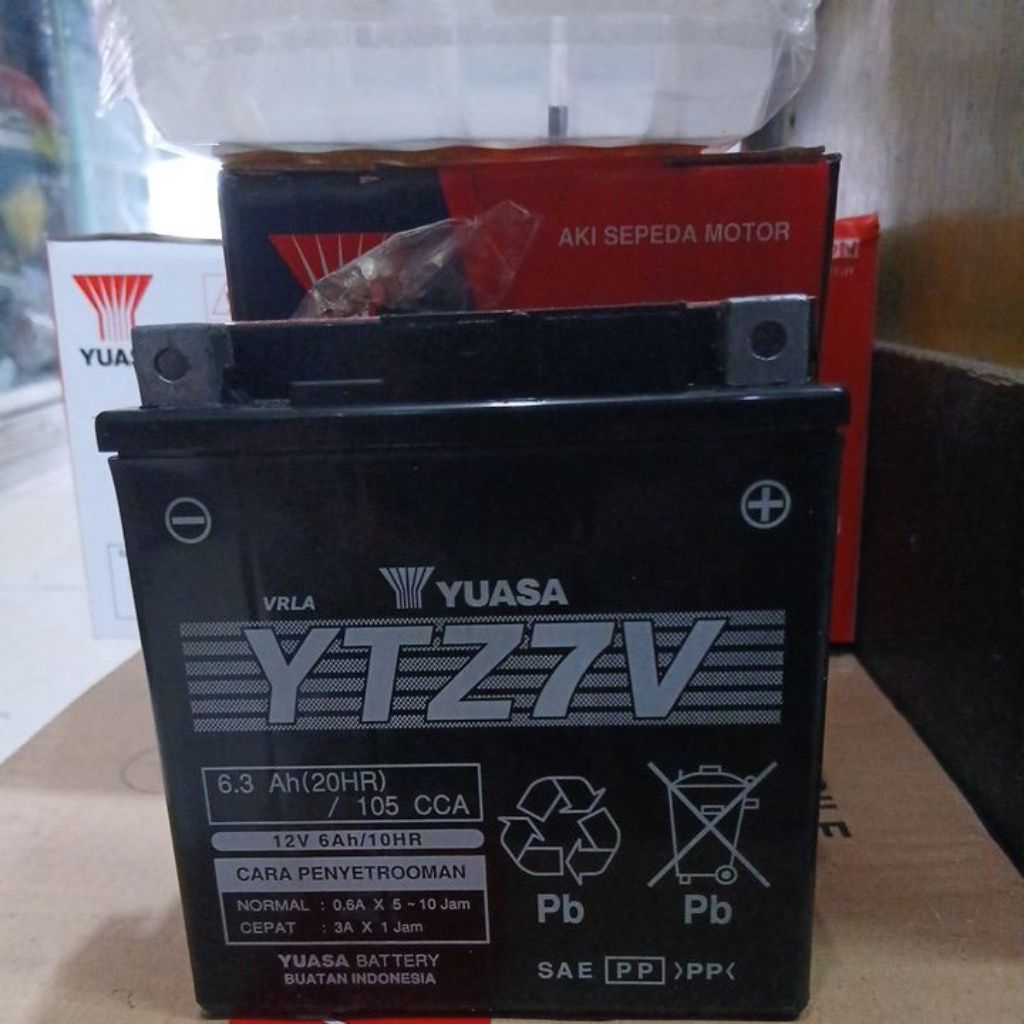 AKI SEPEDA MOTOR
YUAS
VRLA
YUASA
YTZ7V
6.3 Ah(20HR)
/ 105 CCA
12V 6Ah/10HR
CARA PENYETROOMAN
NORMAL : 0.6A X 5 ~ 10 Jam
CEPAT : 3A X 1 Jam
YUASA BATTERY
BUATAN INDONESIA
Pb
Pb
SAE PP >PP<